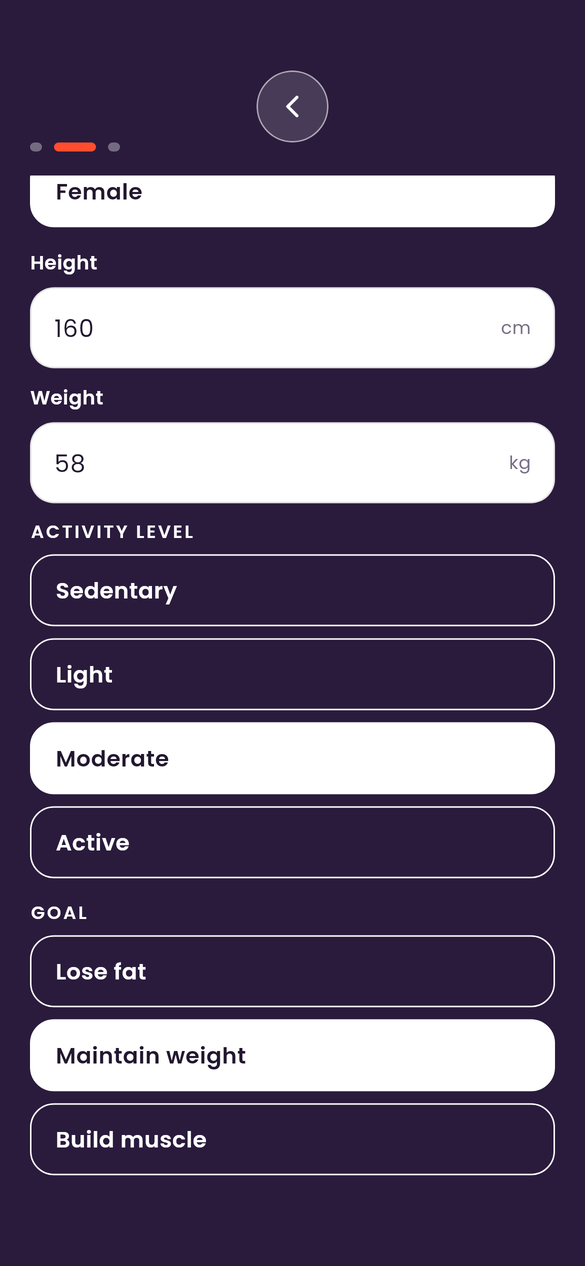 Female
Height
160
cm
Weight
58
kg
ACTIVITY LEVEL
Sedentary
Light
Moderate
Active
GOAL
Lose fat
Maintain weight
Build muscle